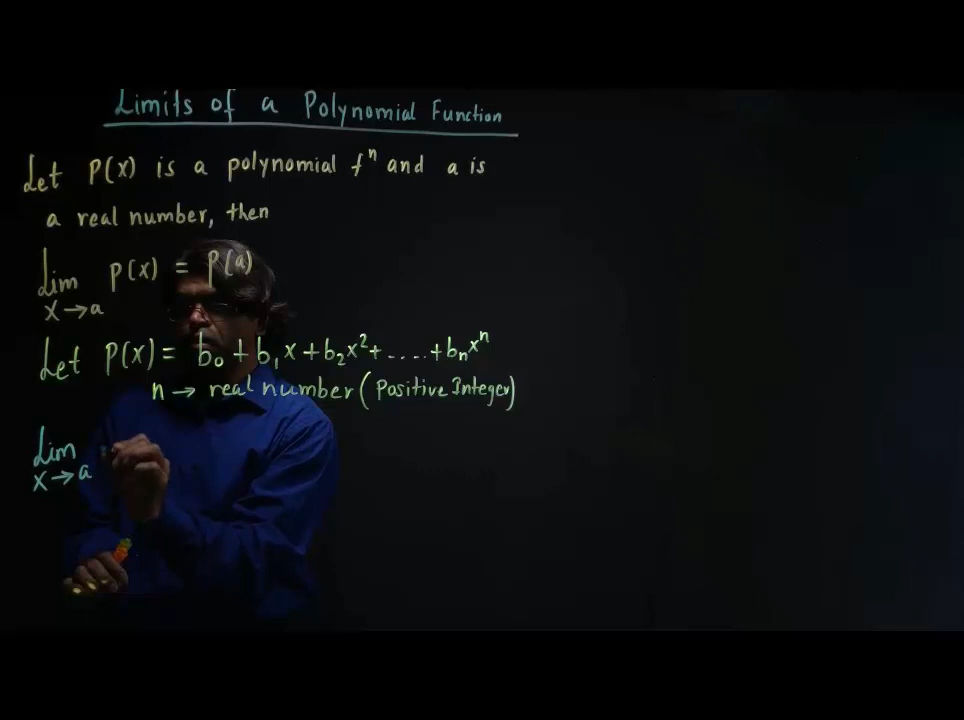 Limits of a Polynomial Function
Let P(x) is a polynomial fⁿ and a is
a real number, then
Lim P(x) = P(a)
x→a
Let P(x) = b₀ + b₁x + b₂x² + .... + bₙxⁿ
n → real number (Positive Integer)
Lim
x→a